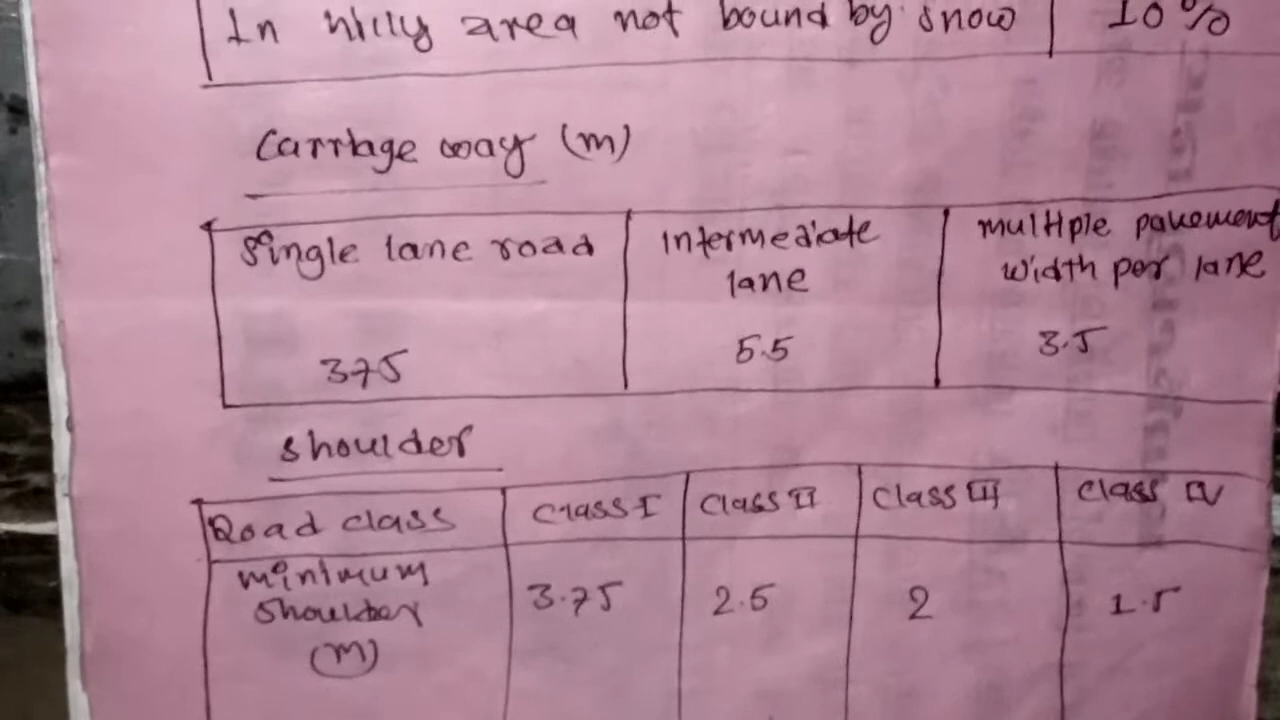 In hilly area not bound by snow 10%
Carriage way (m)
Single lane road Intermediate lane multiple pavement width per lane
3.75 5.5 3.5
Shoulder
Road class Class I Class II Class III Class IV
minimum shoulder (m) 3.75 2.5 2 1.5